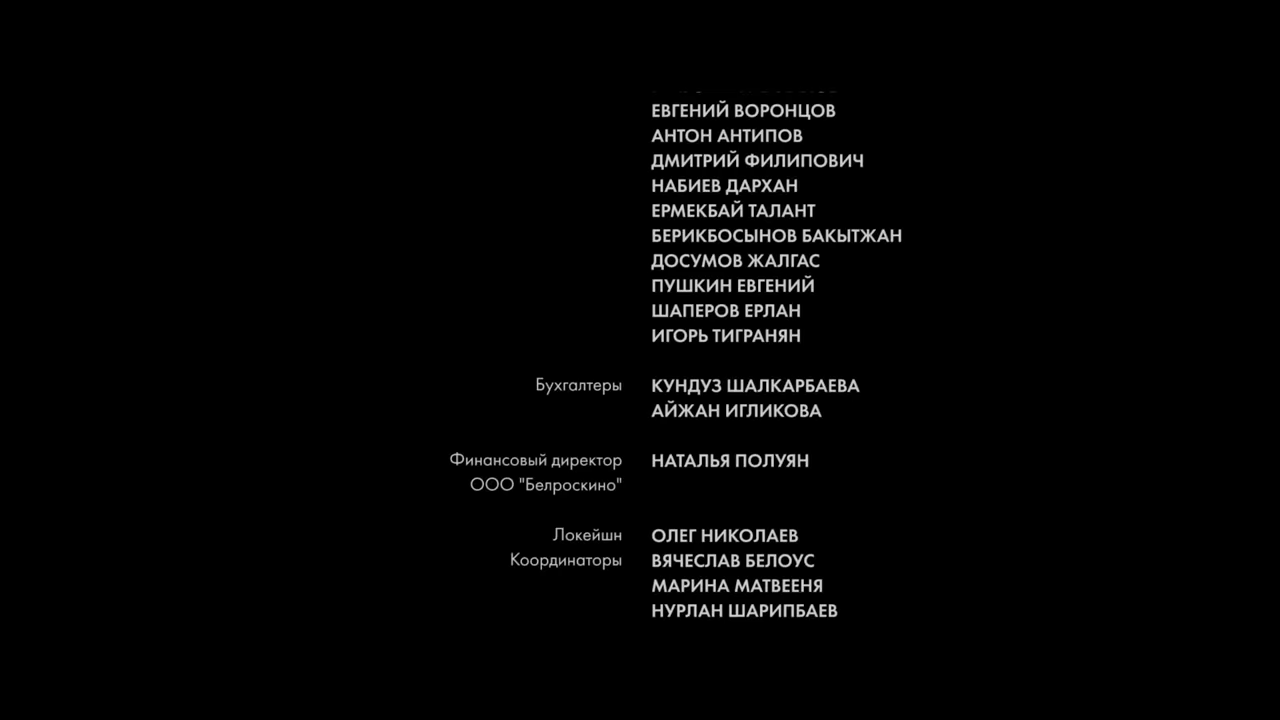 ЕВГЕНИЙ ВОРОНЦОВ
АНТОН АНТИПОВ
ДМИТРИЙ ФИЛИПОВИЧ
НАБИЕВ ДАРХАН
ЕРМЕКБАЙ ТАЛАНТ
БЕРИКБОСЫНОВ БАКЫТЖАН
ДОСУМОВ ЖАЛГАС
ПУШКИН ЕВГЕНИЙ
ШАПЕРОВ ЕРЛАН
ИГОРЬ ТИГРАНЯН
Бухгалтеры КУНДУЗ ШАЛКАРБАЕВА
АЙЖАН ИГЛИКОВА
Финансовый директор НАТАЛЬЯ ПОЛУЯН
ООО "Белроскино"
Локейшн ОЛЕГ НИКОЛАЕВ
Координаторы ВЯЧЕСЛАВ БЕЛОУС
МАРИНА МАТВЕЕНЯ
НУРЛАН ШАРИПБАЕВ